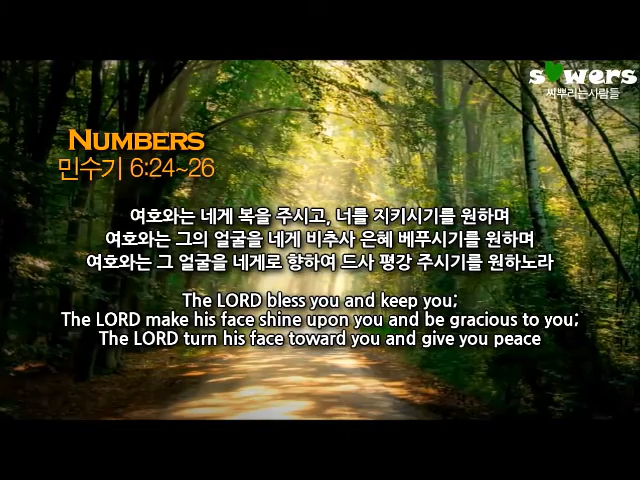 sowers
씨뿌리는사람들
NUMBERS
민수기 6:24~26
여호와는 네게 복을 주시고, 너를 지키시기를 원하며
여호와는 그의 얼굴을 네게 비추사 은혜 베푸시기를 원하며
여호와는 그 얼굴을 네게로 향하여 드사 평강 주시기를 원하노라
The LORD bless you and keep you;
The LORD make his face shine upon you and be gracious to you;
The LORD turn his face toward you and give you peace